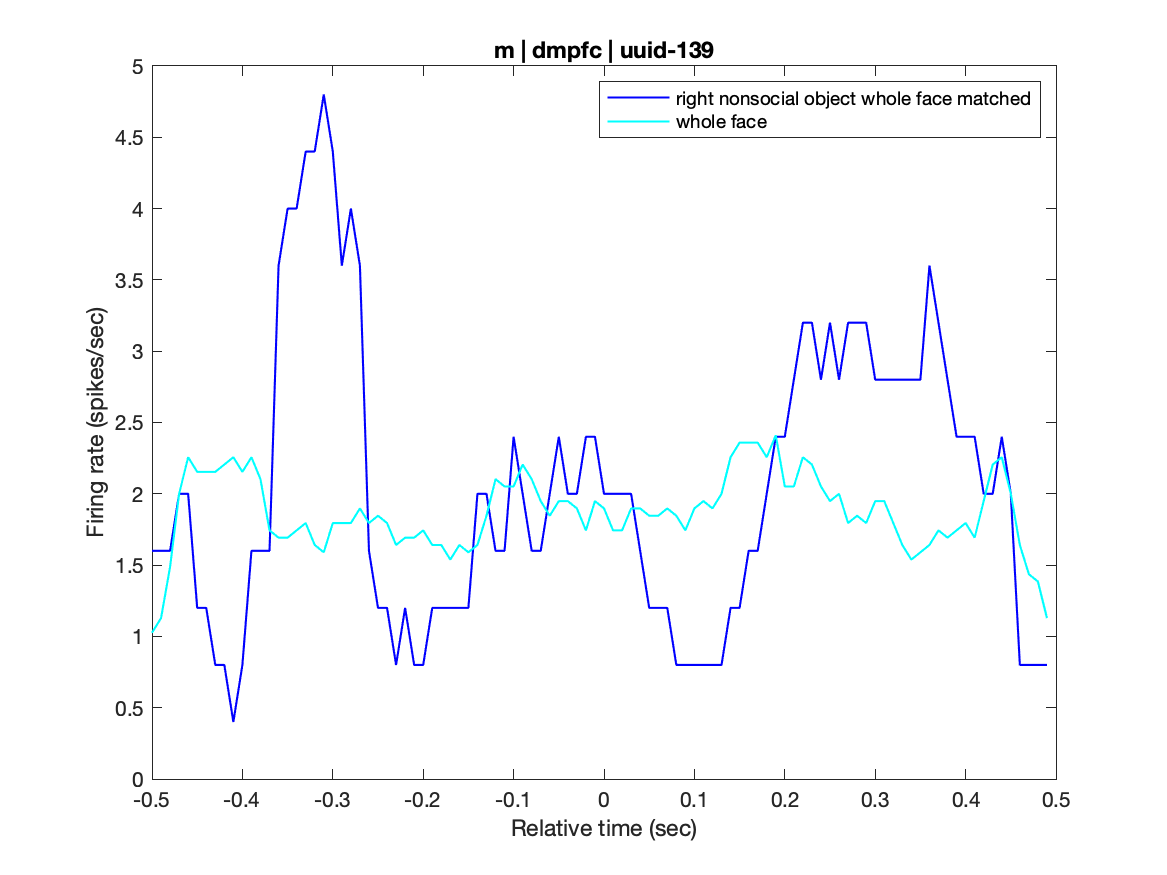 m | dmpfc | uuid-139
right nonsocial object whole face matched
whole face
5
4.5
4
3.5
3
2.5
2
1.5
1
0.5
0
Firing rate (spikes/sec)
-0.5 -0.4 -0.3 -0.2 -0.1 0 0.1 0.2 0.3 0.4 0.5
Relative time (sec)